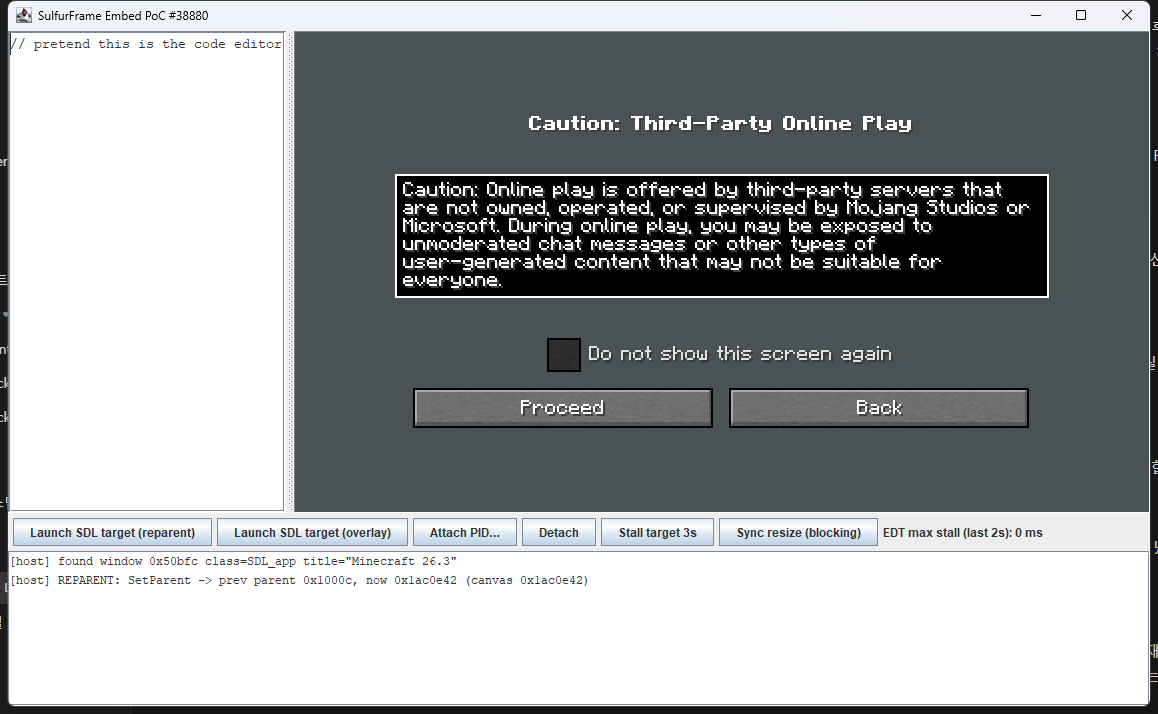 SulfurFrame Embed PoC #38880
// pretend this is the code editor
Caution: Third-Party Online Play
Caution: Online play is offered by third-party servers that
are not owned, operated, or supervised by Mojang Studios or
Microsoft. During online play, you may be exposed to
unmoderated chat messages or other types of
user-generated content that may not be suitable for
everyone.
Do not show this screen again
Proceed
Back
Launch SDL target (reparent)
Launch SDL target (overlay)
Attach PID...
Detach
Stall target 3s
Sync resize (blocking)
EDT max stall (last 2s): 0 ms
[host] found window 0x50bfc class=SDL_app title="Minecraft 26.3"
[host] REPARENT: SetParent -> prev parent 0x1000c, now 0x1ac0e42 (canvas 0x1ac0e42)